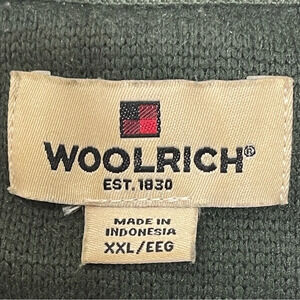 WOOLRICH®
EST. 1830
MADE IN
INDONESIA
XXL/EEG